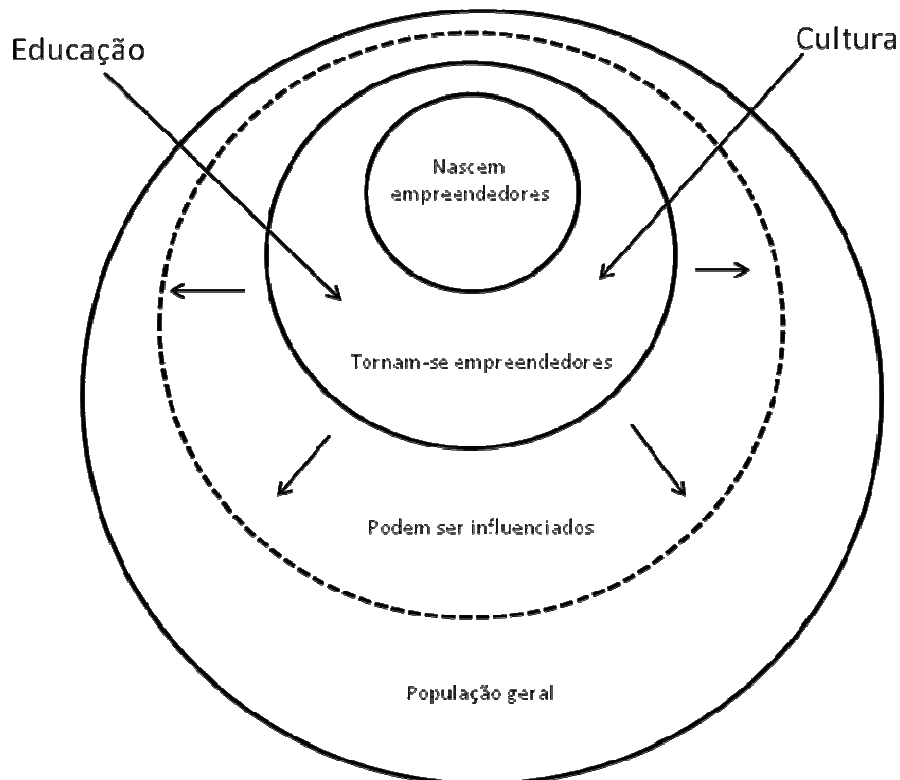 Educação
Cultura
Nascem
empreendedores
Tornam-se empreendedores
Podem ser influenciados
População geral